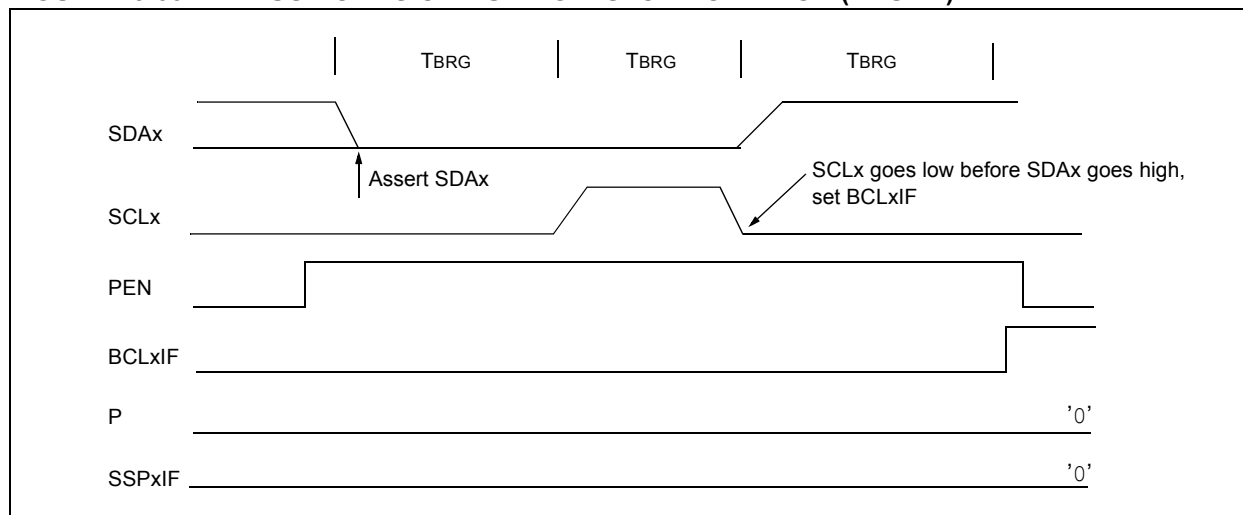 TBRG TBRG TBRG
SDAx
Assert SDAx
SCLx goes low before SDAx goes high,
set BCLxIF
SCLx
PEN
BCLxIF
P '0'
SSPxIF '0'